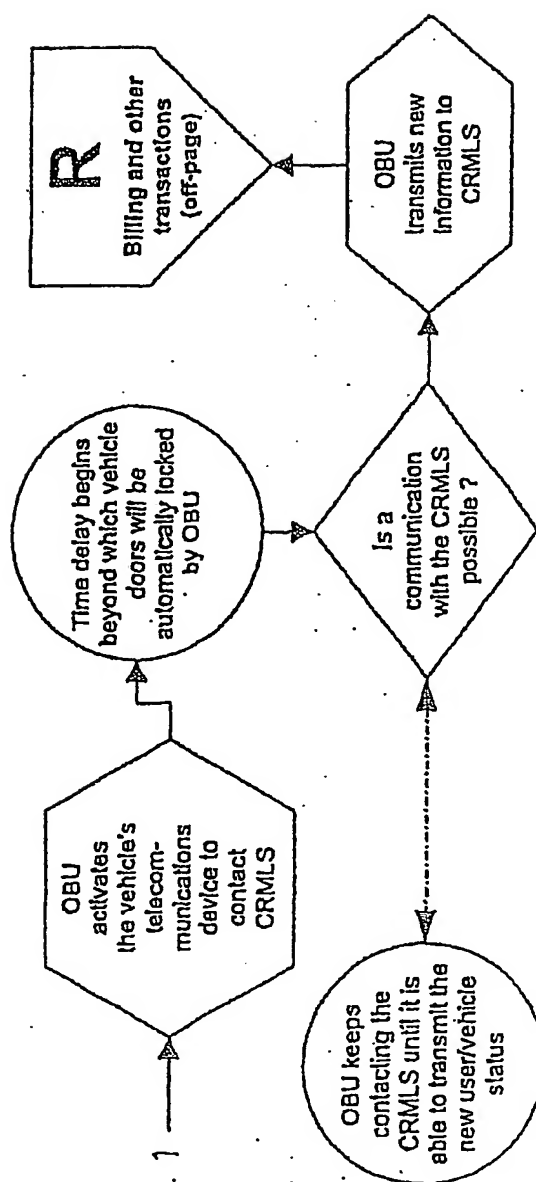 1
OBU
activates
the vehicle's
telecom-
munications
device to
contact
CRMLS
Time delay begins
beyond which vehicle
doors will be
automatically locked
by OBU
Is a
communication
with the CRMLS
possible ?
OBU keeps
contacting the
CRMLS until it is
able to transmit the
new user/vehicle
status
OBU
transmits new
Information to
CRMLS
R
Billing and other
transactions
(off-page)